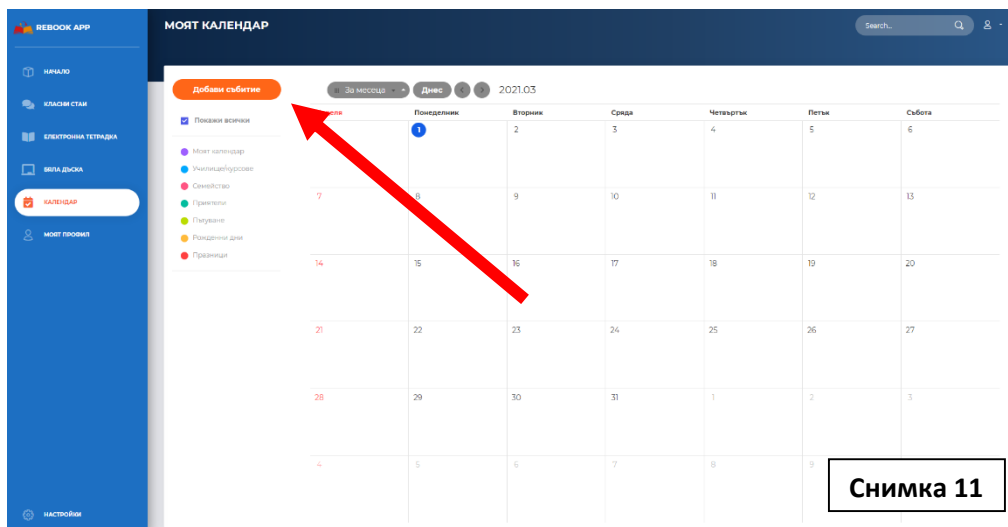 REBOOK APP
МОЯТ КАЛЕНДАР
Search...
НАЧАЛО
КЛАСНИ СТАИ
ЕЛЕКТРОННА ТЕТРАДКА
БЯЛА ДЪСКА
КАЛЕНДАР
МОЯТ ПРОФИЛ
НАСТРОЙКИ
Добави събитие
Покажи всички
Моят календар
Училище/курсове
Семейство
Приятели
Пътуване
Рожденни дни
Празници
За месеца Днес 2021.03
Понеделник Вторник Сряда Четвъртък Петък Събота
1 2 3 4 5 6
7 8 9 10 11 12 13
14 15 16 17 18 19 20
21 22 23 24 25 26 27
28 29 30 31 1 2 3
4 5 6 7 8 9
Снимка 11